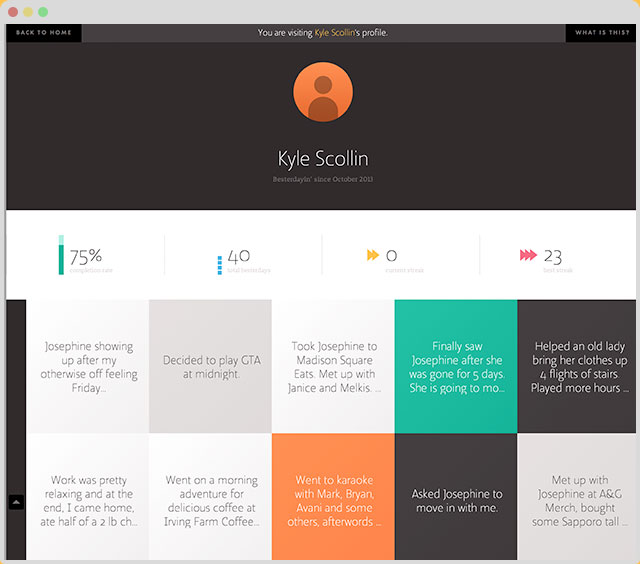 BACK TO HOME
You are visiting Kyle Scollin's profile.
WHAT IS THIS?
Kyle Scollin
Besterdayin' since October 2013
75%
completion rate
40
total besterdays
0
current streak
23
best streak
Josephine showing
up after my
otherwise off feeling
Friday...
Decided to play GTA
at midnight.
Took Josephine to
Madison Square
Eats. Met up with
Janice and Melkis. ...
Finally saw
Josephine after she
was gone for 5 days.
She is going to mo...
Helped an old lady
bring her clothes up
4 flights of stairs.
Played more hours ...
Work was pretty
relaxing and at the
end, I came home,
ate half of a 2 lb ch...
Went on a morning
adventure for
delicious coffee at
Irving Farm Coffee...
Went to karaoke
with Mark, Bryan,
Avani and some
others, afterwords ...
Asked Josephine to
move in with me.
Met up with
Josephine at A&G
Merch, bought
some Sapporo tall ...